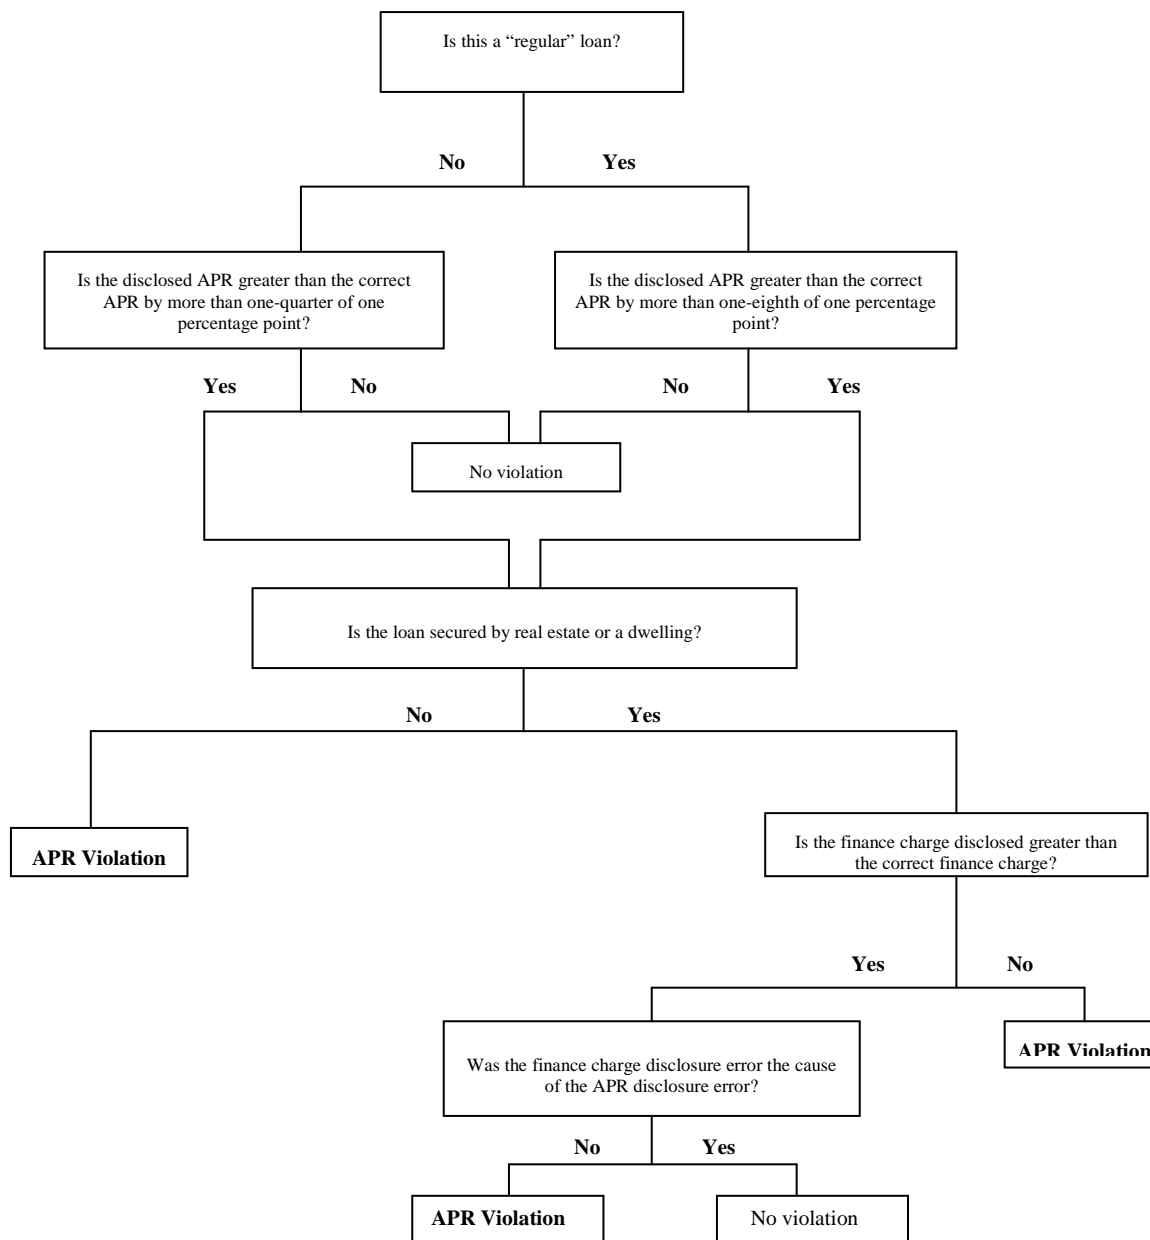 Is this a “regular” loan?
No
Yes
Is the disclosed APR greater than the correct
APR by more than one-quarter of one
percentage point?
Is the disclosed APR greater than the correct
APR by more than one-eighth of one percentage
point?
Yes
No
No
Yes
No violation
Is the loan secured by real estate or a dwelling?
No
Yes
APR Violation
Is the finance charge disclosed greater than
the correct finance charge?
Yes
No
Was the finance charge disclosure error the cause
of the APR disclosure error?
APR Violation
No
Yes
APR Violation
No violation